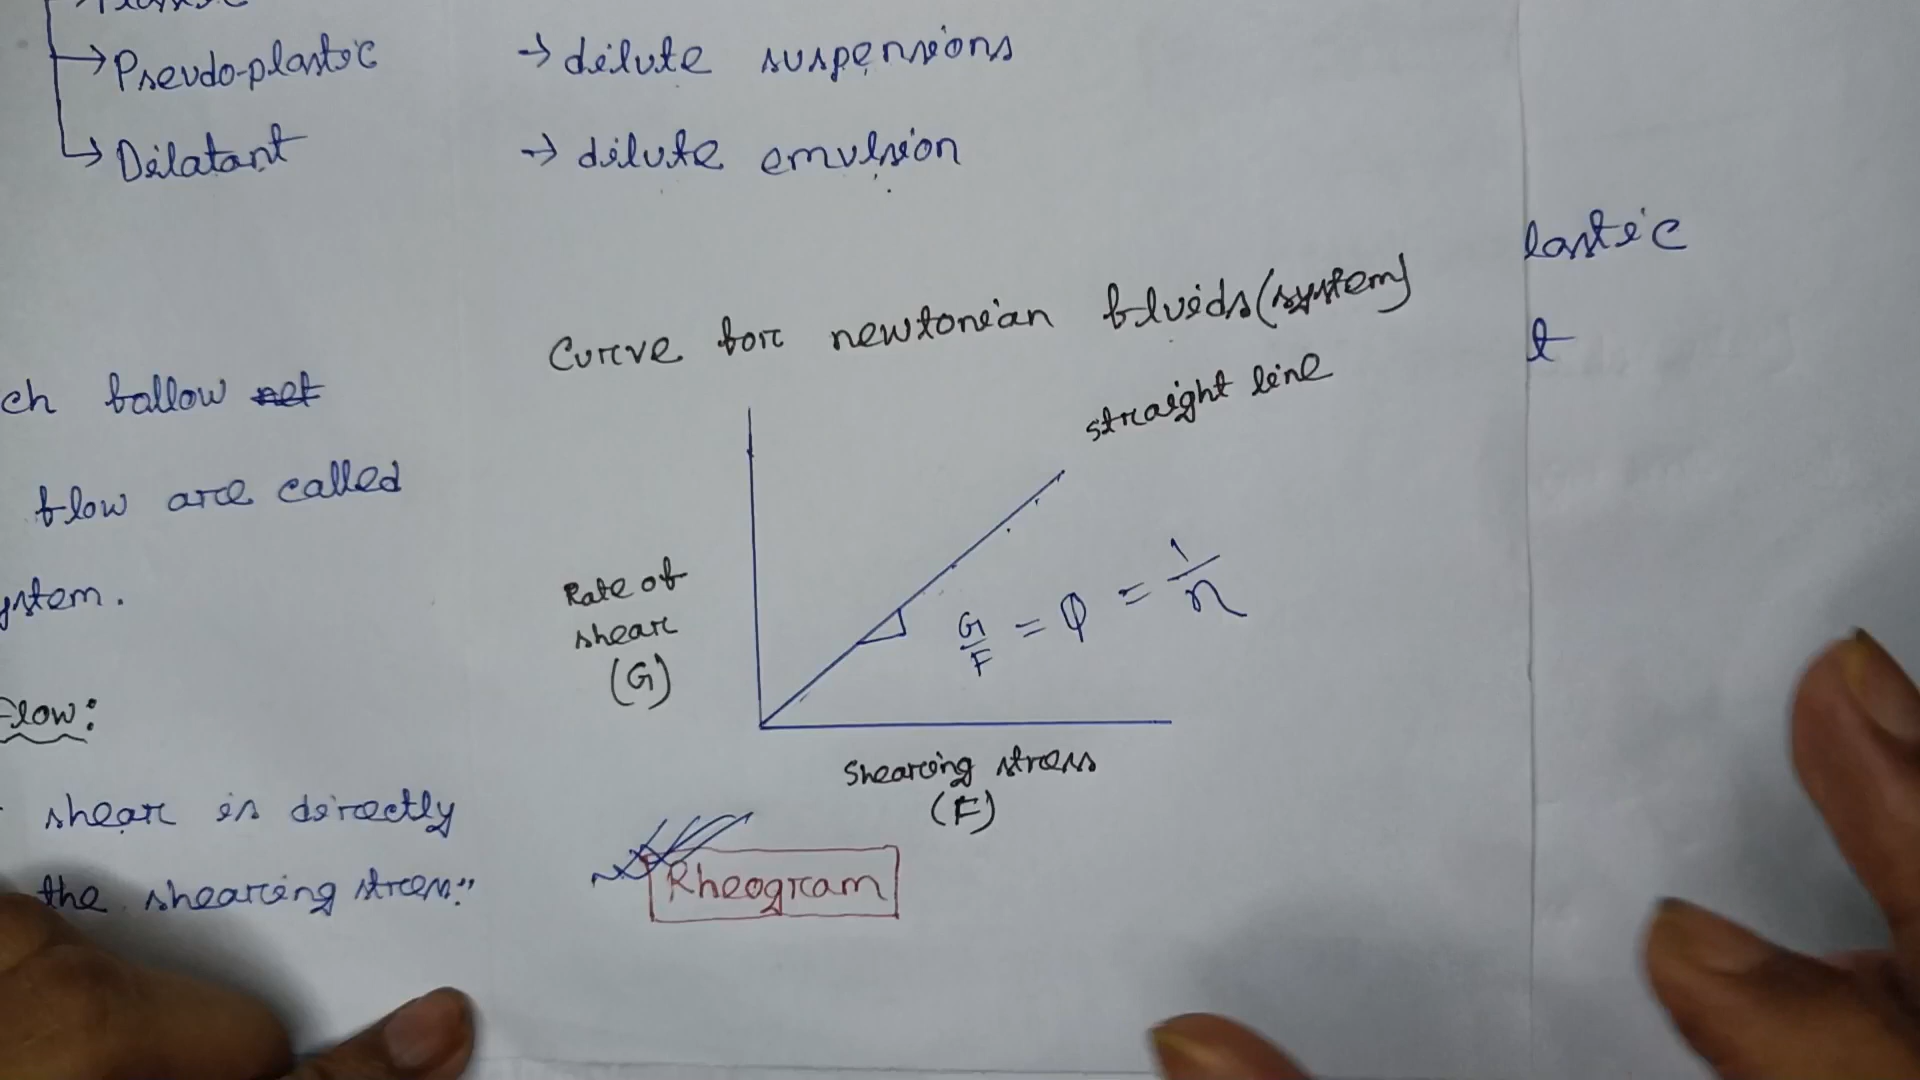 → Pseudo-plastic → dilute suspensions
→ Dilatant → dilute emulsion
lastic
t
Curve for newtonian fluids (system)
straight line
ch follow
flow are called
ystem.
Rate of
shear
(G)
G/F = φ = 1/η
Shearing stress
(F)
Flow:
shear is directly
the shearing stress."
Rheogram